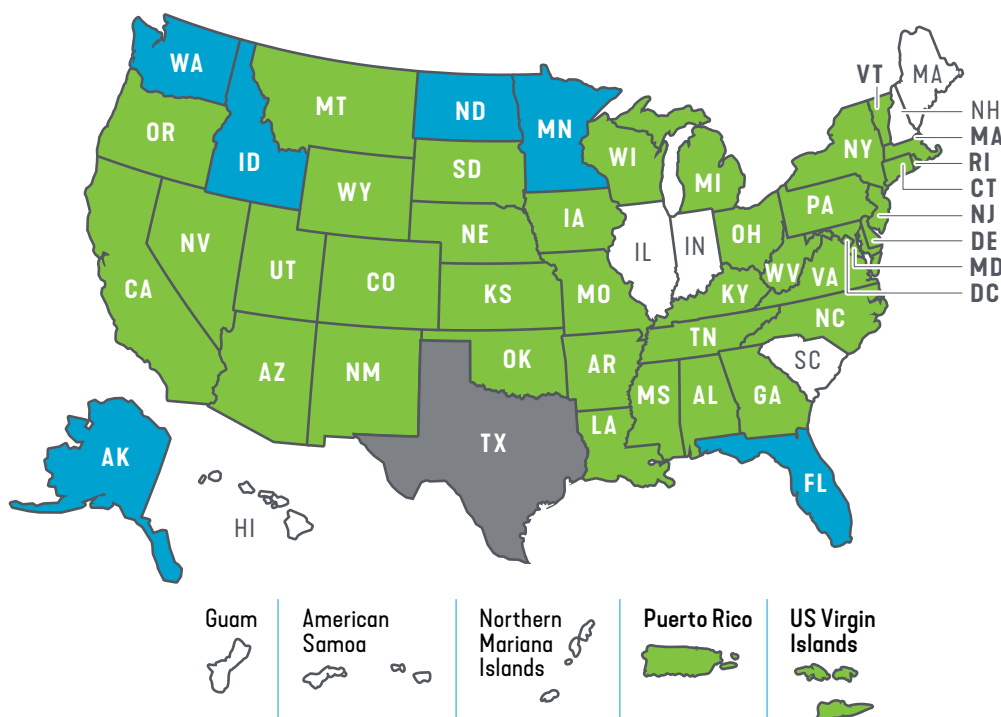 WA
VT
MA
MT
ND
MN
NH
OR
MA
ID
WI
NY
RI
SD
CT
WY
MI
PA
NJ
IA
NE
OH
DE
NV
IL
IN
MD
UT
WV
VA
CA
CO
KS
MO
KY
DC
NC
TN
OK
AR
SC
AZ
NM
MS
AL
GA
LA
TX
AK
FL
HI
Guam
American
Samoa
Northern
Mariana
Islands
Puerto Rico
US Virgin
Islands